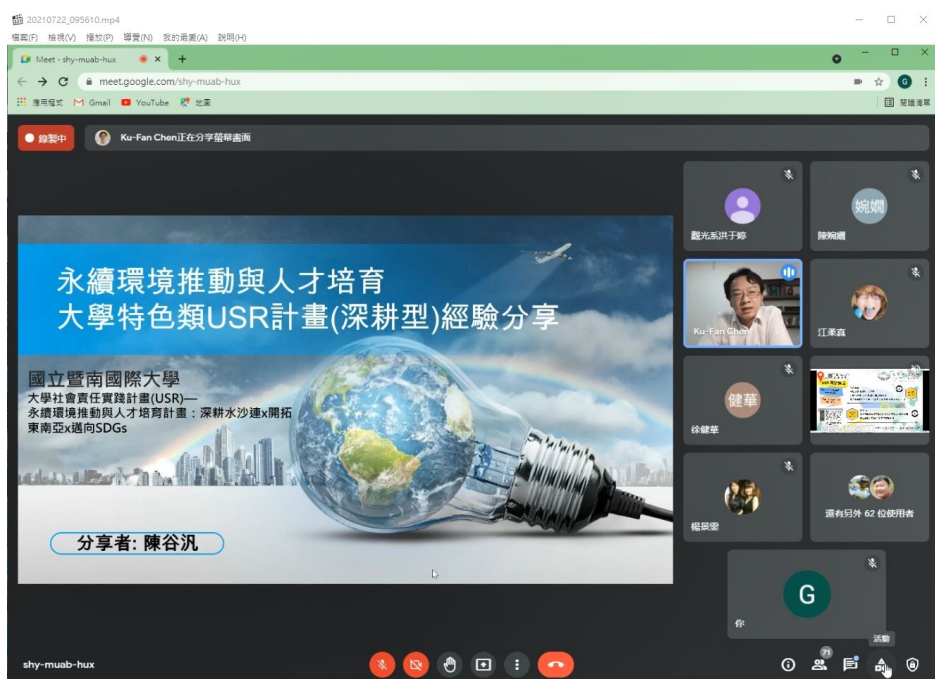 20210722_095610.mp4
檔案(F) 檢視(V) 播放(P) 導覽(N) 我的最愛(A) 說明(H)
Meet - shy-muab-hux
meet.google.com/shy-muab-hux
G
應用程式 Gmail YouTube 地圖
閱讀清單
錄製中
Ku-Fan Chen正在分享螢幕畫面
永續環境推動與人才培育
大學特色類USR計畫(深耕型)經驗分享
國立暨南國際大學
大學社會責任實踐計畫(USR)—
永續環境推動與人才培育計畫：深耕水沙連x開拓
東南亞x邁向SDGs
分享者: 陳谷汎
觀光系洪于婷
婉嫺
陳婉嫺
Ku-Fan Chen
江柔真
健華
徐健華
楊景雯
還有另外 62 位使用者
G
你
活動
shy-muab-hux
71